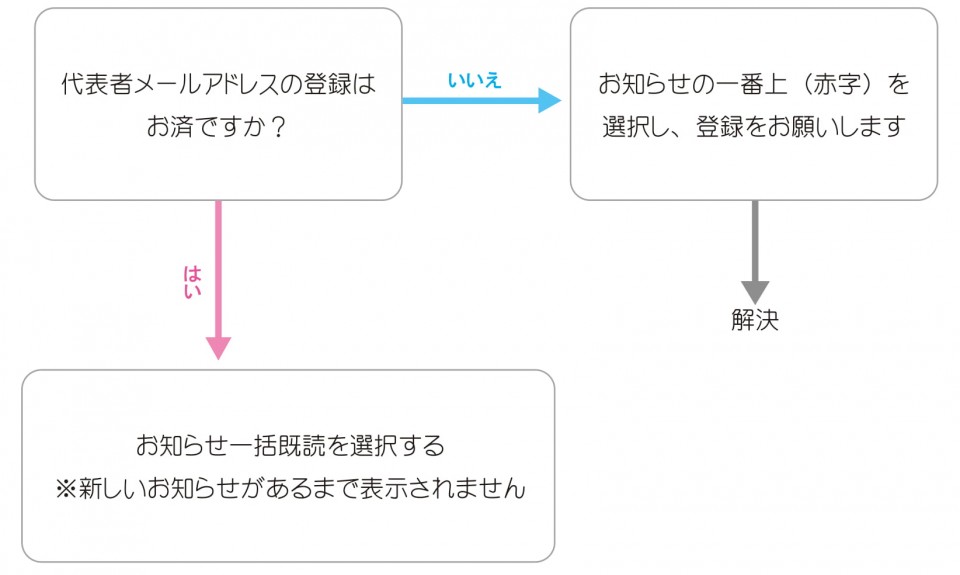 代表者メールアドレスの登録は
お済ですか？
いいえ
お知らせの一番上（赤字）を
選択し、登録をお願いします
はい
解決
お知らせ一括既読を選択する
※新しいお知らせがあるまで表示されません